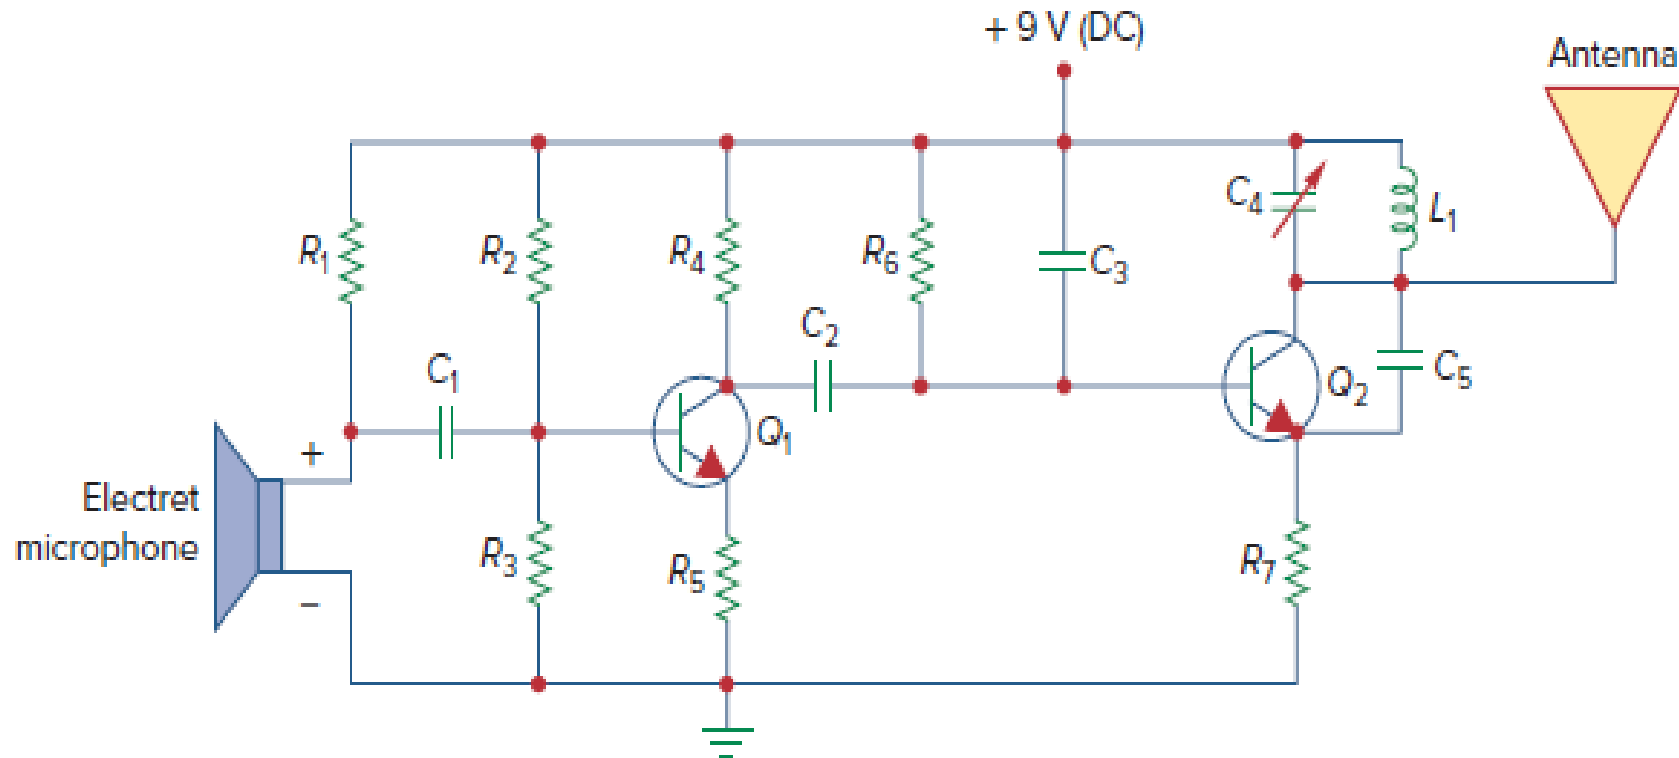 + 9 V (DC)
Antenna
R1
R2
R4
R6
C3
C4
L1
C1
C2
Q1
Q2
C5
+
Electret
microphone
–
R3
R5
R7